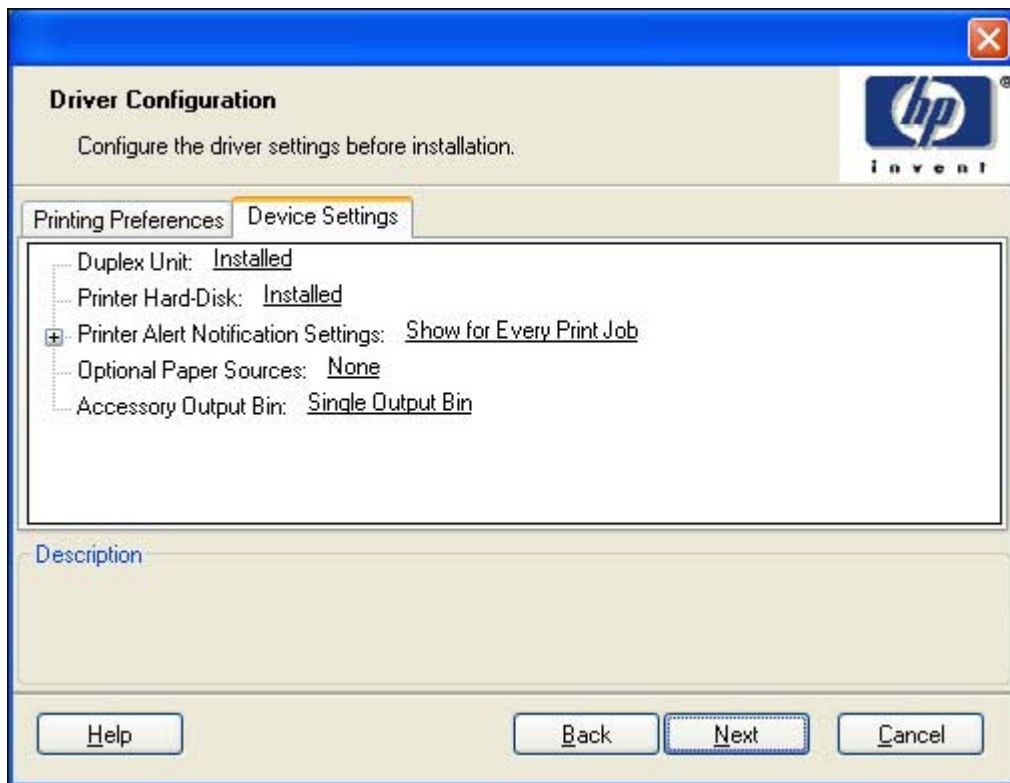 Driver Configuration
Configure the driver settings before installation.
hp
®
invent
Printing Preferences
Device Settings
Duplex Unit: Installed
Printer Hard-Disk: Installed
Printer Alert Notification Settings: Show for Every Print Job
Optional Paper Sources: None
Accessory Output Bin: Single Output Bin
Description
Help
Back
Next
Cancel